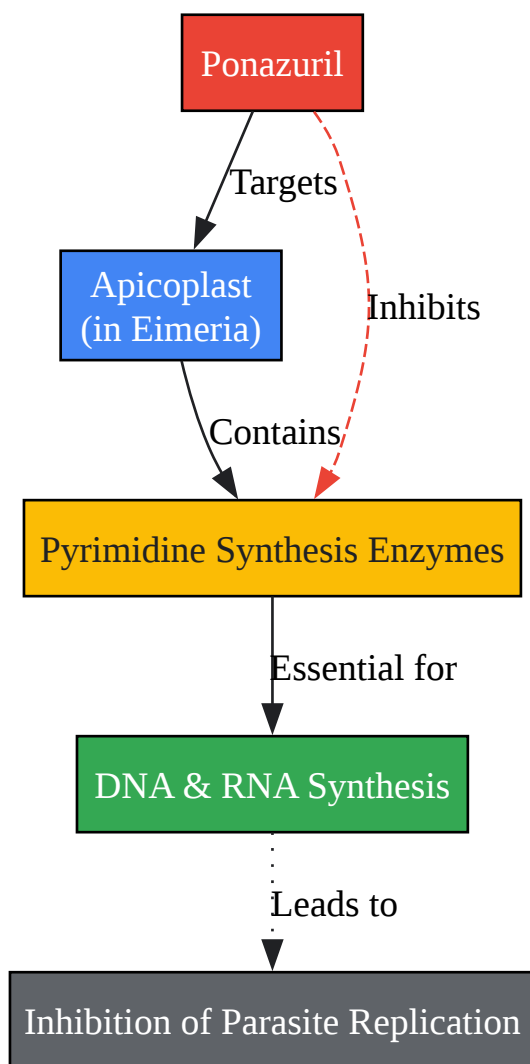 Ponazuril
Targets
Apicoplast
(in Eimeria)
Inhibits
Contains
Pyrimidine Synthesis Enzymes
Essential for
DNA & RNA Synthesis
Leads to
Inhibition of Parasite Replication